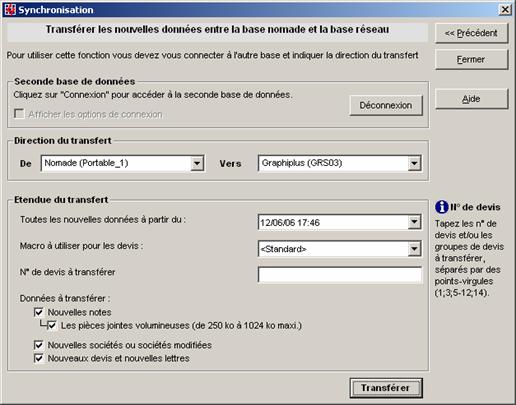 Synchronisation
Transférer les nouvelles données entre la base nomade et la base réseau
<< Précédent
Pour utiliser cette fonction vous devez vous connecter à l'autre base et indiquer la direction du transfert
Fermer
Seconde base de données
Cliquez sur "Connexion" pour accéder à la seconde base de données.
Déconnexion
Aide
Afficher les options de connexion
Direction du transfert
De Nomade (Portable_1) Vers Graphiplus (GRS03)
Etendue du transfert
Toutes les nouvelles données à partir du : 12/06/06 17:46
Macro à utiliser pour les devis : <Standard>
N° de devis à transférer
N° de devis
Tapez les n° de
devis et/ou les
groupes de devis
à transférer,
séparés par des
points-virgules
(1;3;5-12;14).
Données à transférer :
Nouvelles notes
Les pièces jointes volumineuses (de 250 ko à 1024 ko maxi.)
Nouvelles sociétés ou sociétés modifiées
Nouveaux devis et nouvelles lettres
Transférer